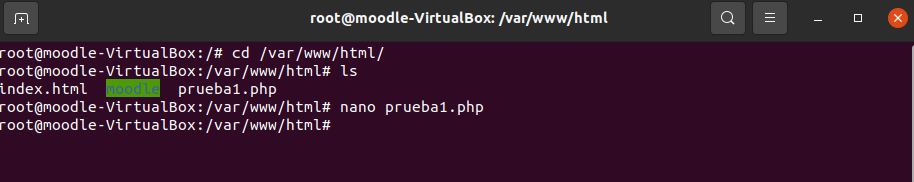 root@moodle-VirtualBox: /var/www/html
root@moodle-VirtualBox:/# cd /var/www/html/
root@moodle-VirtualBox:/var/www/html# ls
index.html  moodle  prueba1.php
root@moodle-VirtualBox:/var/www/html# nano prueba1.php
root@moodle-VirtualBox:/var/www/html#